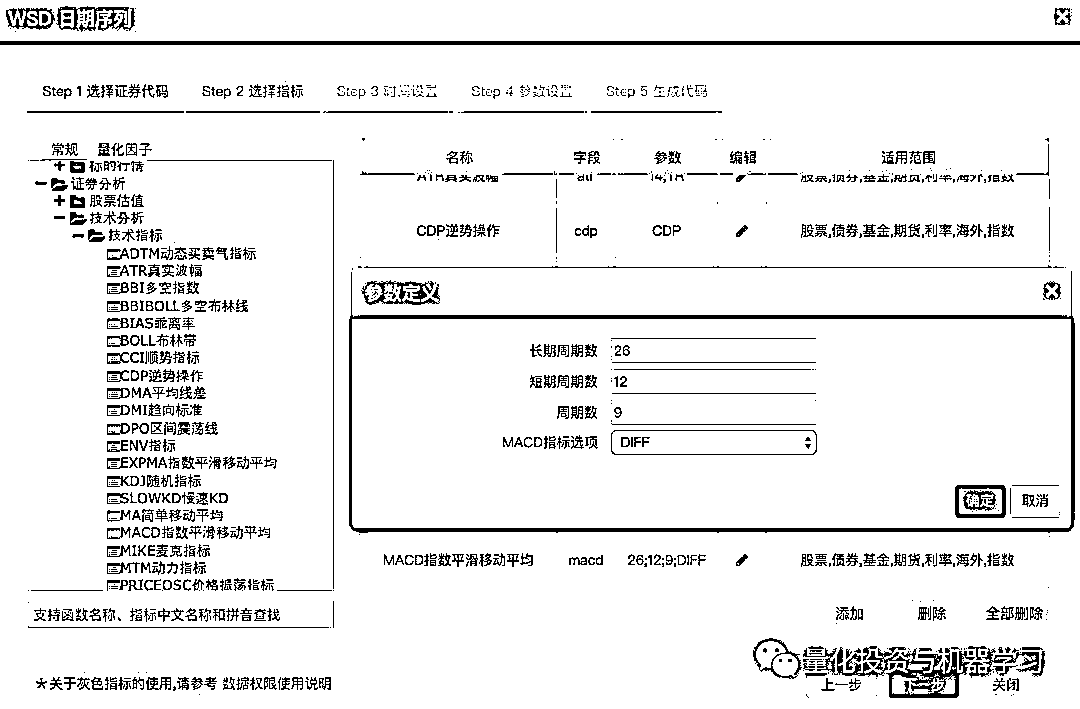 WSD 日期序列
Step 1 选择证券代码 Step 2 选择指标 Step 3 时间设置 Step 4 参数设置 Step 5 生成代码
常规 量化因子
标的行情
证券分析
股票估值
技术分析
技术指标
ADTM动态买卖气指标
ATR真实波幅
BBI多空指数
BBIBOLL多空布林线
BIAS乖离率
BOLL布林带
CCI顺势指标
CDP逆势操作
DMA平均线差
DMI趋向标准
DPO区间震荡线
ENV指标
EXPMA指数平滑移动平均
KDJ随机指标
SLOWKD慢速KD
MA简单移动平均
MACD指数平滑移动平均
MIKE麦克指标
MTM动力指标
PRICEOSC价格振荡指标
支持函数名称、指标中文名称和拼音查找
*关于灰色指标的使用,请参考 数据权限使用说明
名称 字段 参数 编辑 适用范围
ATR真实波幅 atr 14;TR 股票,债券,基金,期货,利率,海外,指数
CDP逆势操作 cdp CDP 股票,债券,基金,期货,利率,海外,指数
参数定义
长期周期数 26
短期周期数 12
周期数 9
MACD指标选项 DIFF
确定 取消
MACD指数平滑移动平均 macd 26;12;9;DIFF 股票,债券,基金,期货,利率,海外,指数
添加 删除 全部删除
量化投资与机器学习
上一步 下一步 关闭